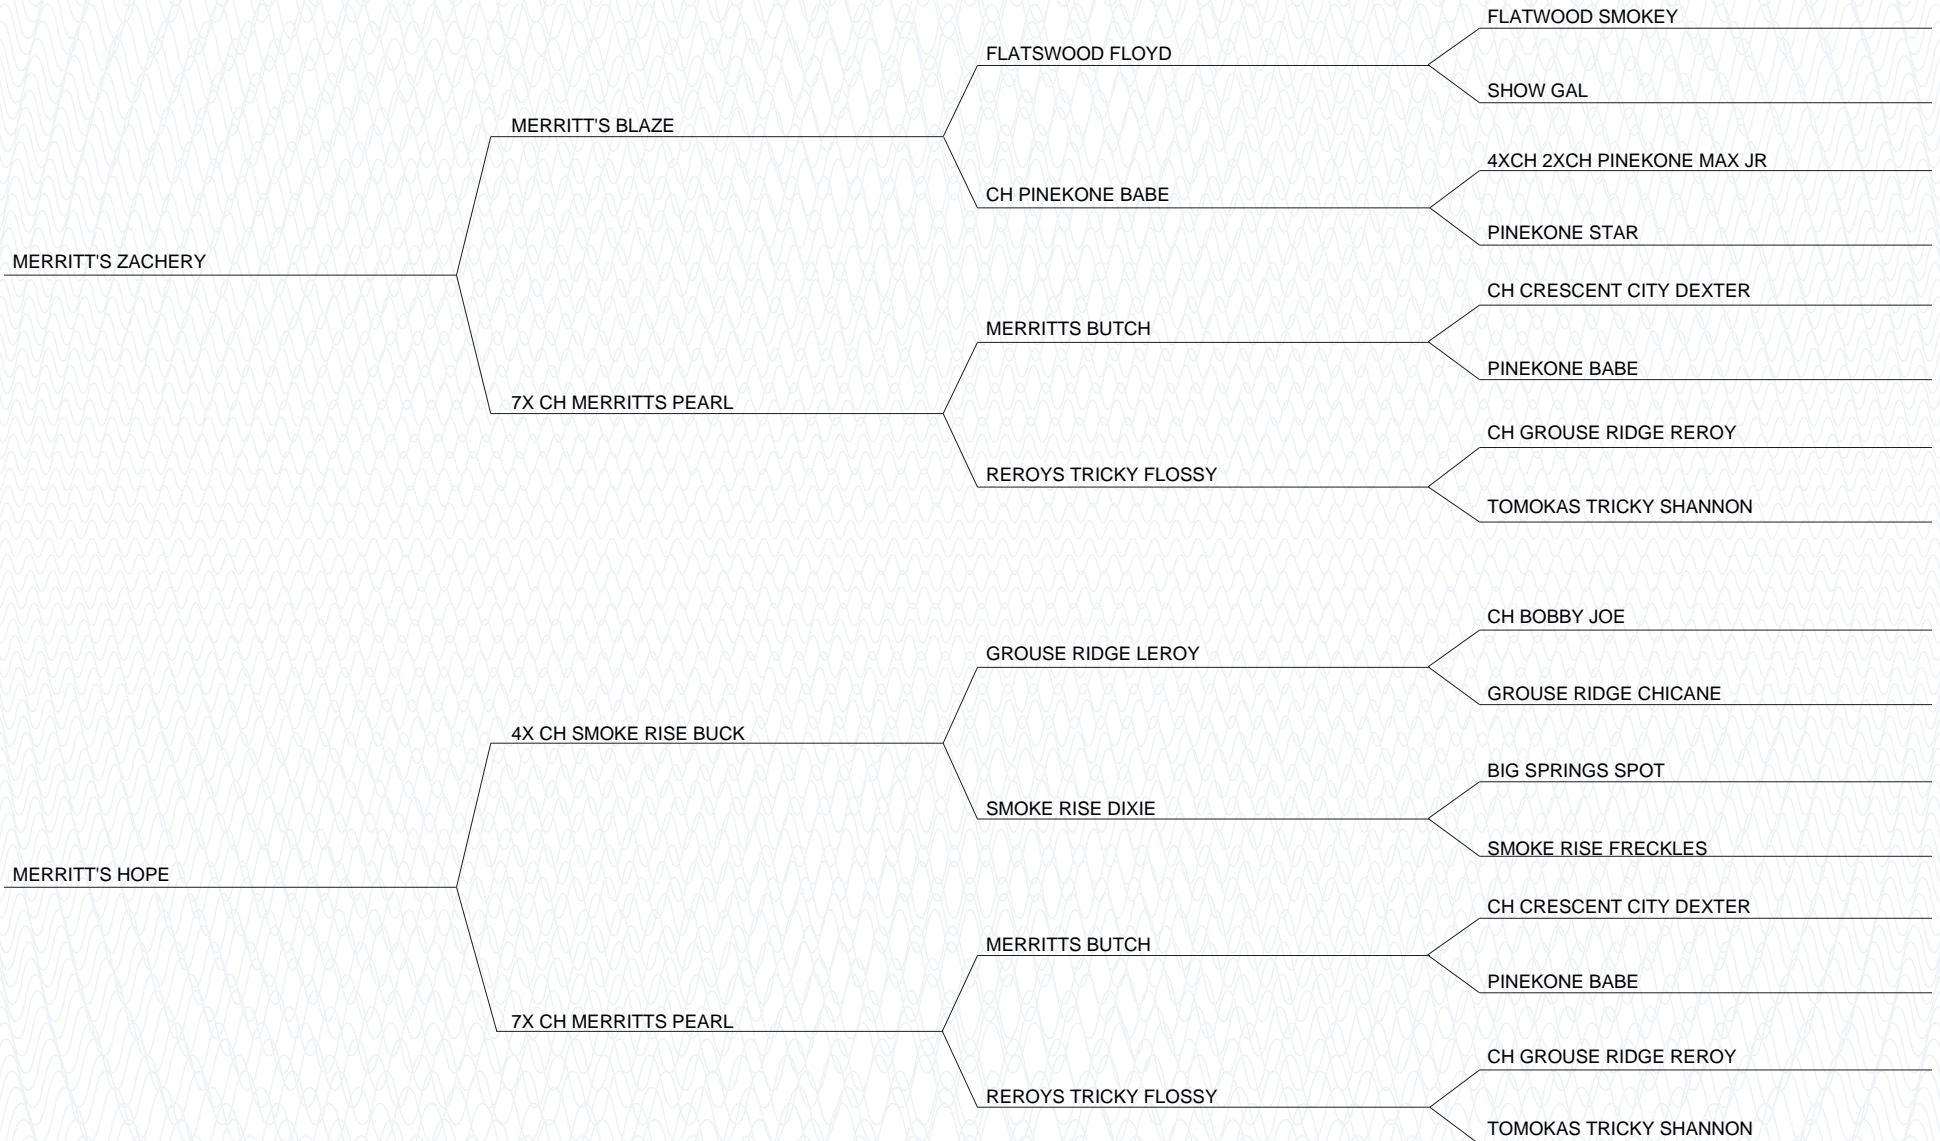 FLATWOOD SMOKEY
FLATSWOOD FLOYD
SHOW GAL
MERRITT'S BLAZE
4XCH 2XCH PINEKONE MAX JR
CH PINEKONE BABE
PINEKONE STAR
MERRITT'S ZACHERY
CH CRESCENT CITY DEXTER
MERRITTS BUTCH
PINEKONE BABE
7X CH MERRITTS PEARL
CH GROUSE RIDGE REROY
REROYS TRICKY FLOSSY
TOMOKAS TRICKY SHANNON
CH BOBBY JOE
GROUSE RIDGE LEROY
GROUSE RIDGE CHICANE
4X CH SMOKE RISE BUCK
BIG SPRINGS SPOT
SMOKE RISE DIXIE
SMOKE RISE FRECKLES
MERRITT'S HOPE
CH CRESCENT CITY DEXTER
MERRITTS BUTCH
PINEKONE BABE
7X CH MERRITTS PEARL
CH GROUSE RIDGE REROY
REROYS TRICKY FLOSSY
TOMOKAS TRICKY SHANNON